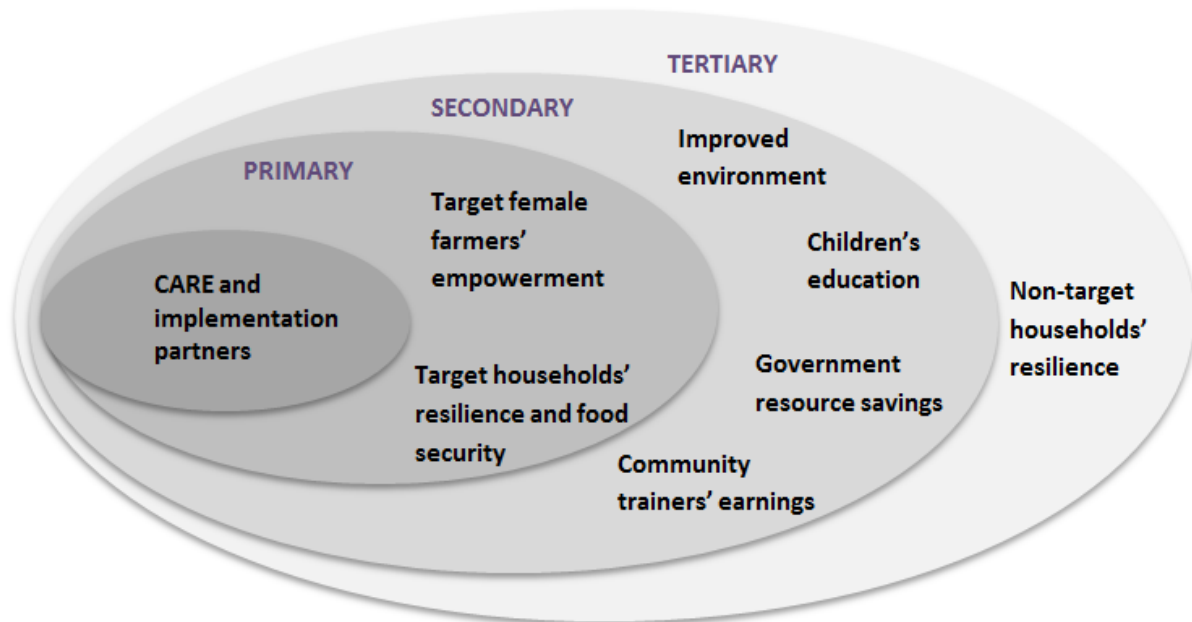 TERTIARY
SECONDARY
PRIMARY
Improved
environment
Target female
farmers’
empowerment
Children’s
education
CARE and
implementation
partners
Non-target
households’
resilience
Target households’
resilience and food
security
Government
resource savings
Community
trainers’ earnings